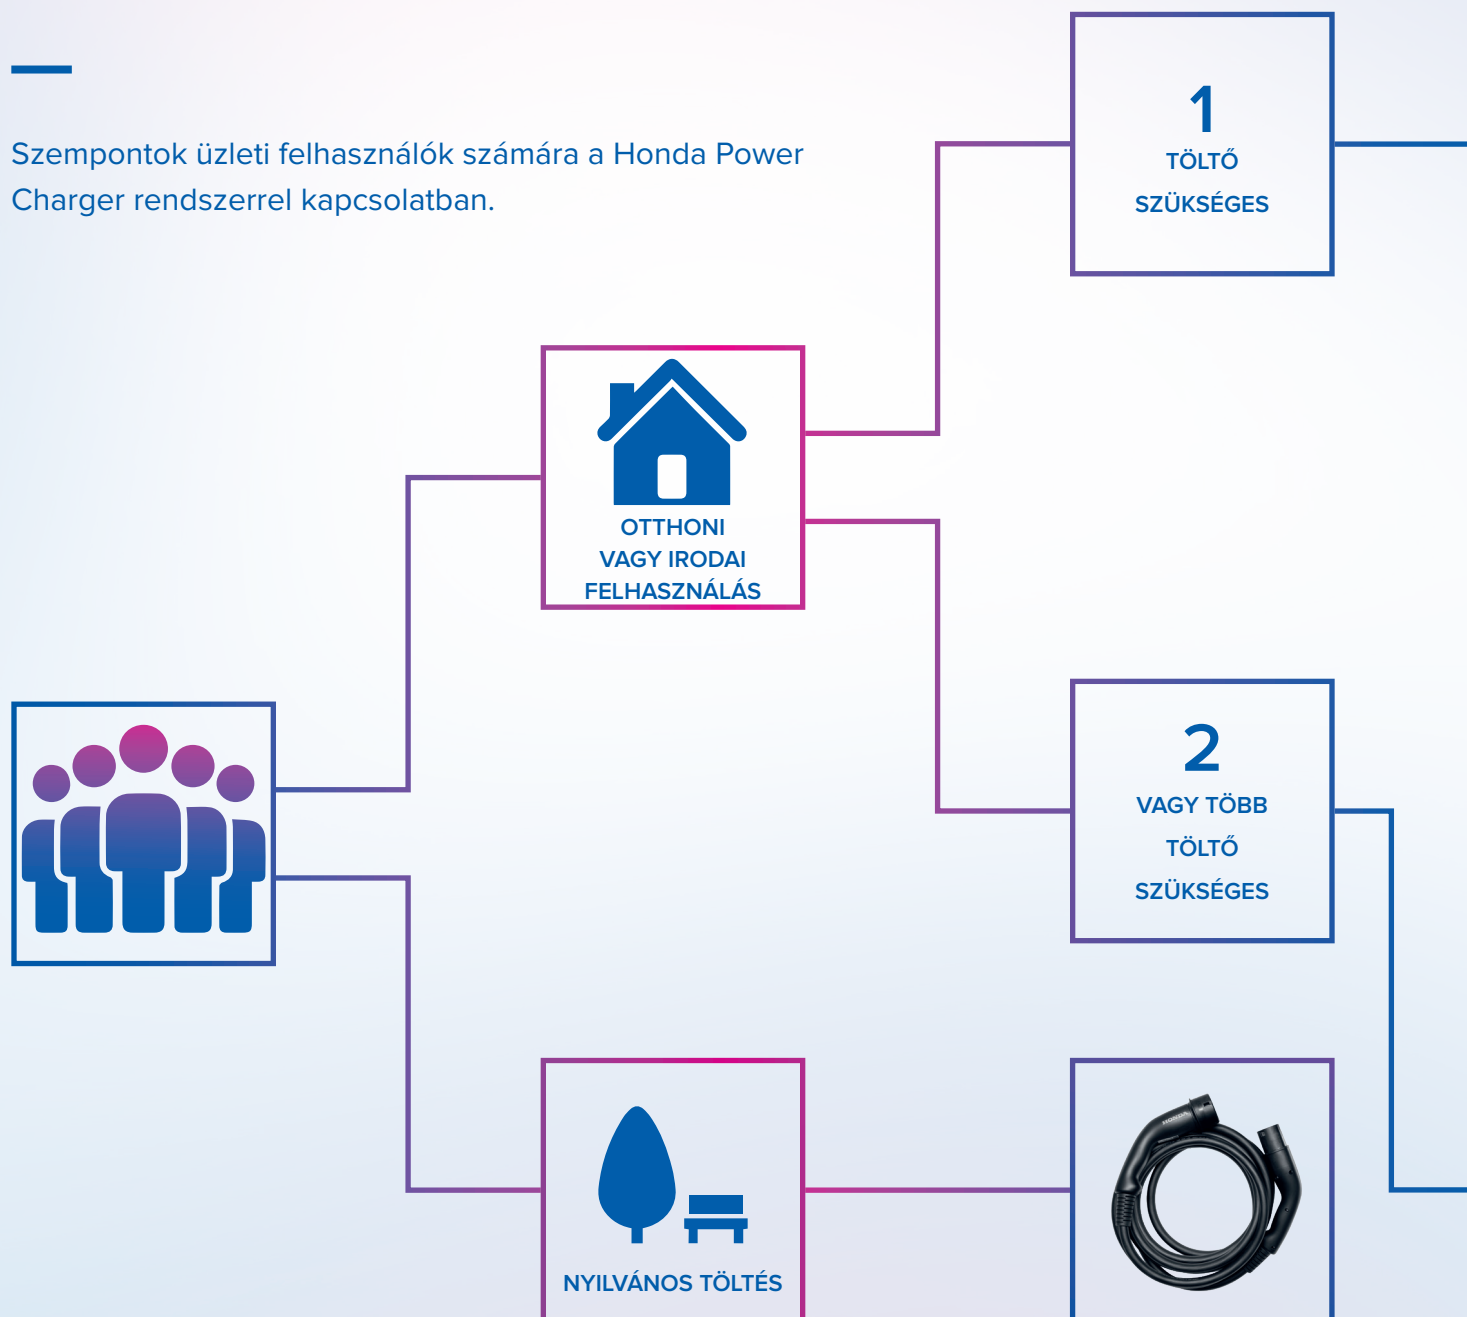 Szempontok üzleti felhasználók számára a Honda Power
Charger rendszerrel kapcsolatban.
1
TÖLTŐ
SZÜKSÉGES
OTTHONI
VAGY IRODAI
FELHASZNÁLÁS
2
VAGY TÖBB
TÖLTŐ
SZÜKSÉGES
NYILVÁNOS TÖLTÉS
HONDA